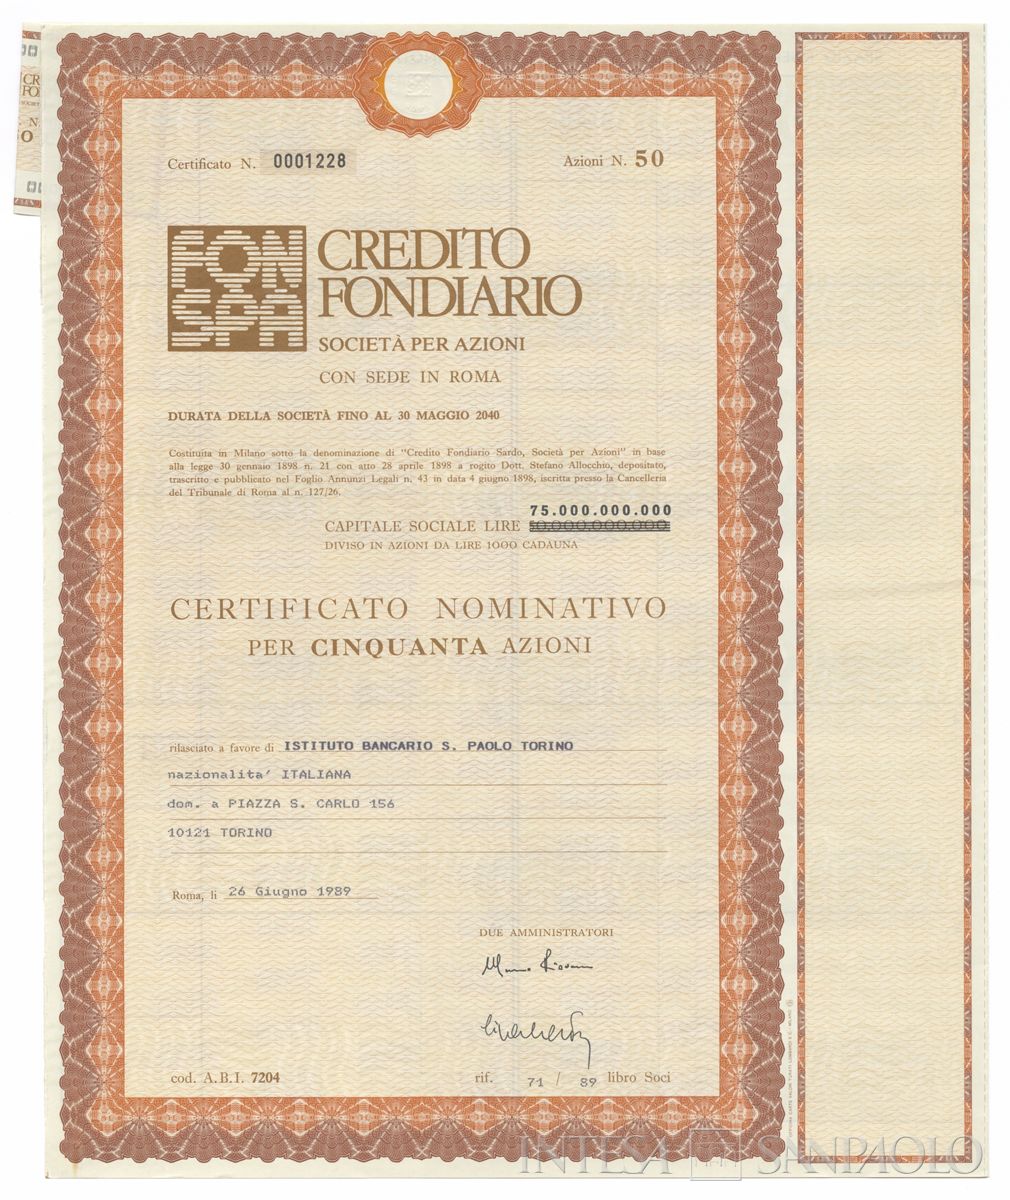 CR
FO
SOCIET
N
O
Certificato N. 0001228
Azioni N. 50
FON
SPA
CREDITO
FONDIARIO
SOCIETÀ PER AZIONI
CON SEDE IN ROMA
DURATA DELLA SOCIETÀ FINO AL 30 MAGGIO 2040
Costituita in Milano sotto la denominazione di "Credito Fondiario Sardo, Società per Azioni" in base
alla legge 30 gennaio 1898 n. 21 con atto 28 aprile 1898 a rogito Dott. Stefano Allocchio, depositato,
trascritto e pubblicato nel Foglio Annunzi Legali n. 43 in data 4 giugno 1898, iscritta presso la Cancelleria
del Tribunale di Roma al n. 127/26.
75.000.000.000
CAPITALE SOCIALE LIRE 10.000.000.000
DIVISO IN AZIONI DA LIRE 1000 CADAUNA
CERTIFICATO NOMINATIVO
PER CINQUANTA AZIONI
rilasciato a favore di ISTITUTO BANCARIO S. PAOLO TORINO
nazionalita' ITALIANA
dom. a PIAZZA S. CARLO 156
10121 TORINO
Roma, li 26 Giugno 1989
DUE AMMINISTRATORI
cod. A.B.I. 7204
rif. 71 / 89 libro Soci
INTESA SANPAOLO